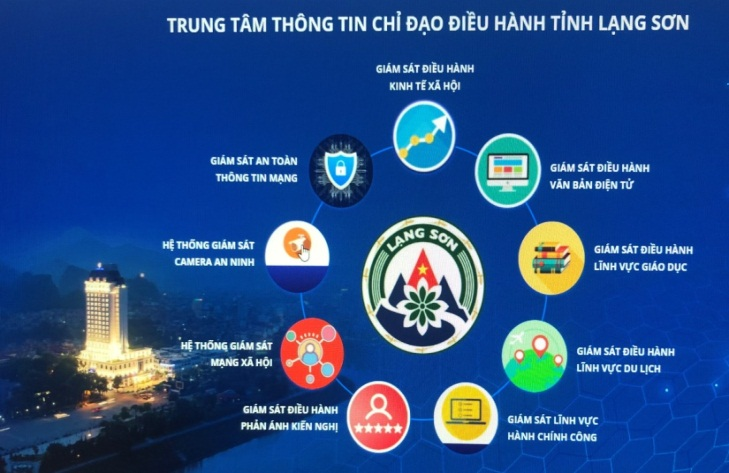 TRUNG TÂM THÔNG TIN CHỈ ĐẠO ĐIỀU HÀNH TỈNH LẠNG SƠN
GIÁM SÁT ĐIỀU HÀNH
KINH TẾ XÃ HỘI
GIÁM SÁT AN TOÀN
THÔNG TIN MẠNG
GIÁM SÁT ĐIỀU HÀNH
VĂN BẢN ĐIỆN TỬ
HỆ THỐNG GIÁM SÁT
CAMERA AN NINH
LẠNG SƠN
GIÁM SÁT ĐIỀU HÀNH
LĨNH VỰC GIÁO DỤC
HỆ THỐNG GIÁM SÁT
MẠNG XÃ HỘI
GIÁM SÁT ĐIỀU HÀNH
LĨNH VỰC DU LỊCH
GIÁM SÁT ĐIỀU HÀNH
PHẢN ÁNH KIẾN NGHỊ
GIÁM SÁT LĨNH VỰC
HÀNH CHÍNH CÔNG